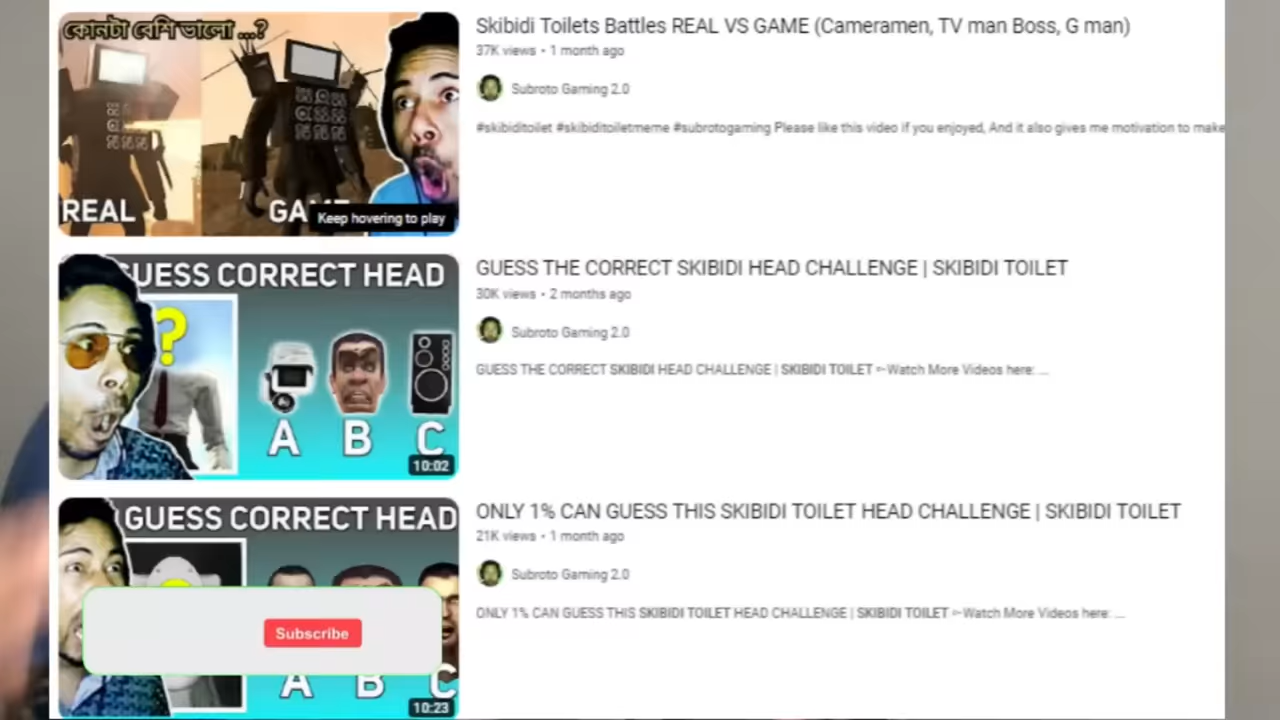 কোনটা বেশি ভালো ...?
REAL
Keep hovering to play
Skibidi Toilets Battles REAL VS GAME (Cameramen, TV man Boss, G man)
37K views • 1 month ago
Subroto Gaming 2.0
#skibiditoilet #skibiditoiletmeme #subrotogaming Please like this video if you enjoyed, And it also gives me motivation to make
GUESS CORRECT HEAD
?
A B C
10:02
GUESS THE CORRECT SKIBIDI HEAD CHALLENGE | SKIBIDI TOILET
30K views • 2 months ago
Subroto Gaming 2.0
GUESS THE CORRECT SKIBIDI HEAD CHALLENGE | SKIBIDI TOILET ➳Watch More Videos here: ...
GUESS CORRECT HEAD
Subscribe
A B C
10:23
ONLY 1% CAN GUESS THIS SKIBIDI TOILET HEAD CHALLENGE | SKIBIDI TOILET
21K views • 1 month ago
Subroto Gaming 2.0
ONLY 1% CAN GUESS THIS SKIBIDI TOILET HEAD CHALLENGE | SKIBIDI TOILET ➳Watch More Videos here: ...